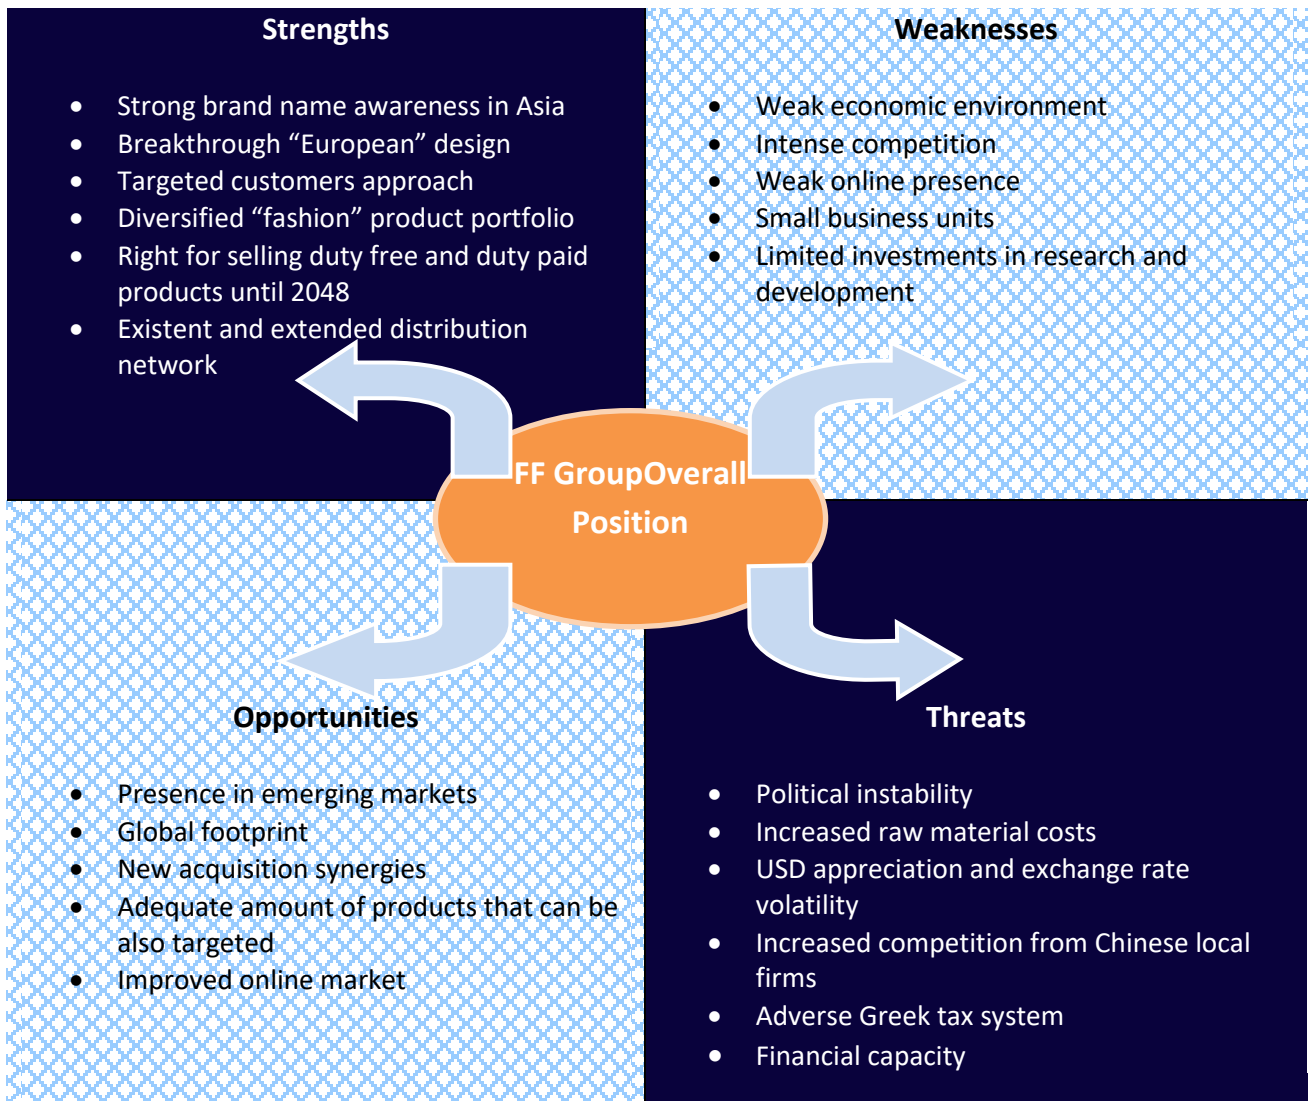 Strengths
• Strong brand name awareness in Asia
• Breakthrough “European” design
• Targeted customers approach
• Diversified “fashion” product portfolio
• Right for selling duty free and duty paid
products until 2048
• Existent and extended distribution
network
Weaknesses
• Weak economic environment
• Intense competition
• Weak online presence
• Small business units
• Limited investments in research and
development
FF GroupOverall
Position
Opportunities
• Presence in emerging markets
• Global footprint
• New acquisition synergies
• Adequate amount of products that can be
also targeted
• Improved online market
Threats
• Political instability
• Increased raw material costs
• USD appreciation and exchange rate
volatility
• Increased competition from Chinese local
firms
• Adverse Greek tax system
• Financial capacity